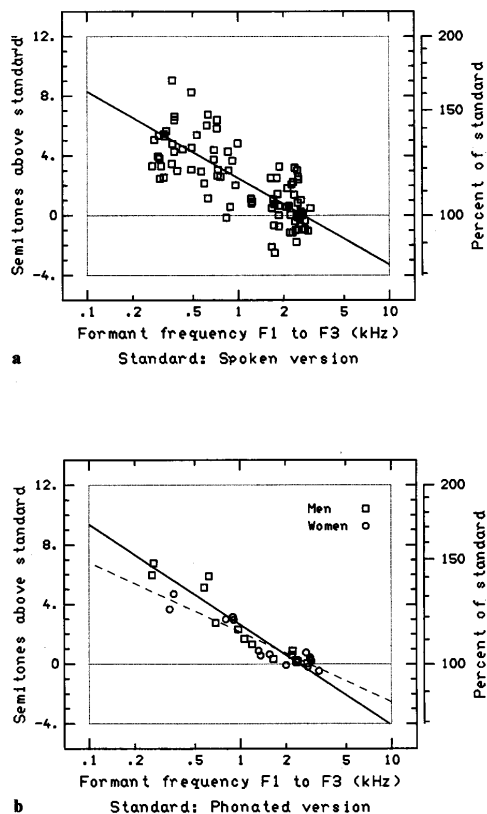 12.
8.
4.
0
-4.
Semitones above standard
200
150
100
Percent of standard
.1 .2 .5 1 2 5 10
Formant frequency F1 to F3 (kHz)
a Standard: Spoken version
12.
8.
4.
0
-4.
Semitones above standard
Men
Women
200
150
100
Percent of standard
.1 .2 .5 1 2 5 10
Formant frequency F1 to F3 (kHz)
b Standard: Phonated version